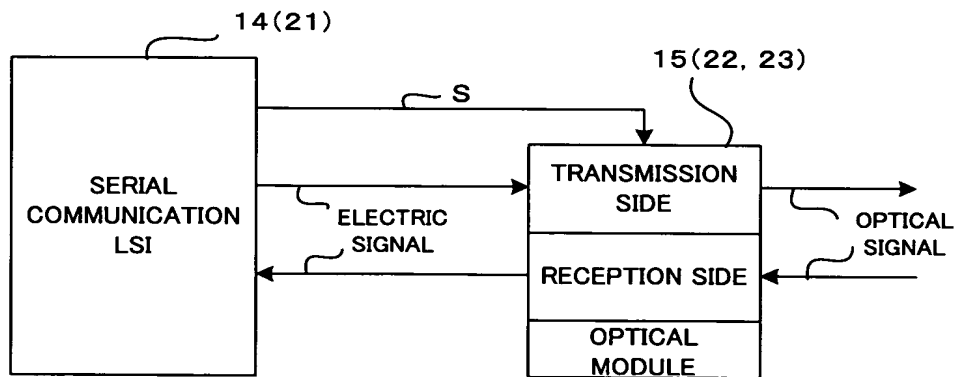 14(21)
15(22, 23)
S
SERIAL
COMMUNICATION
LSI
ELECTRIC
SIGNAL
TRANSMISSION
SIDE
RECEPTION SIDE
OPTICAL
MODULE
OPTICAL
SIGNAL